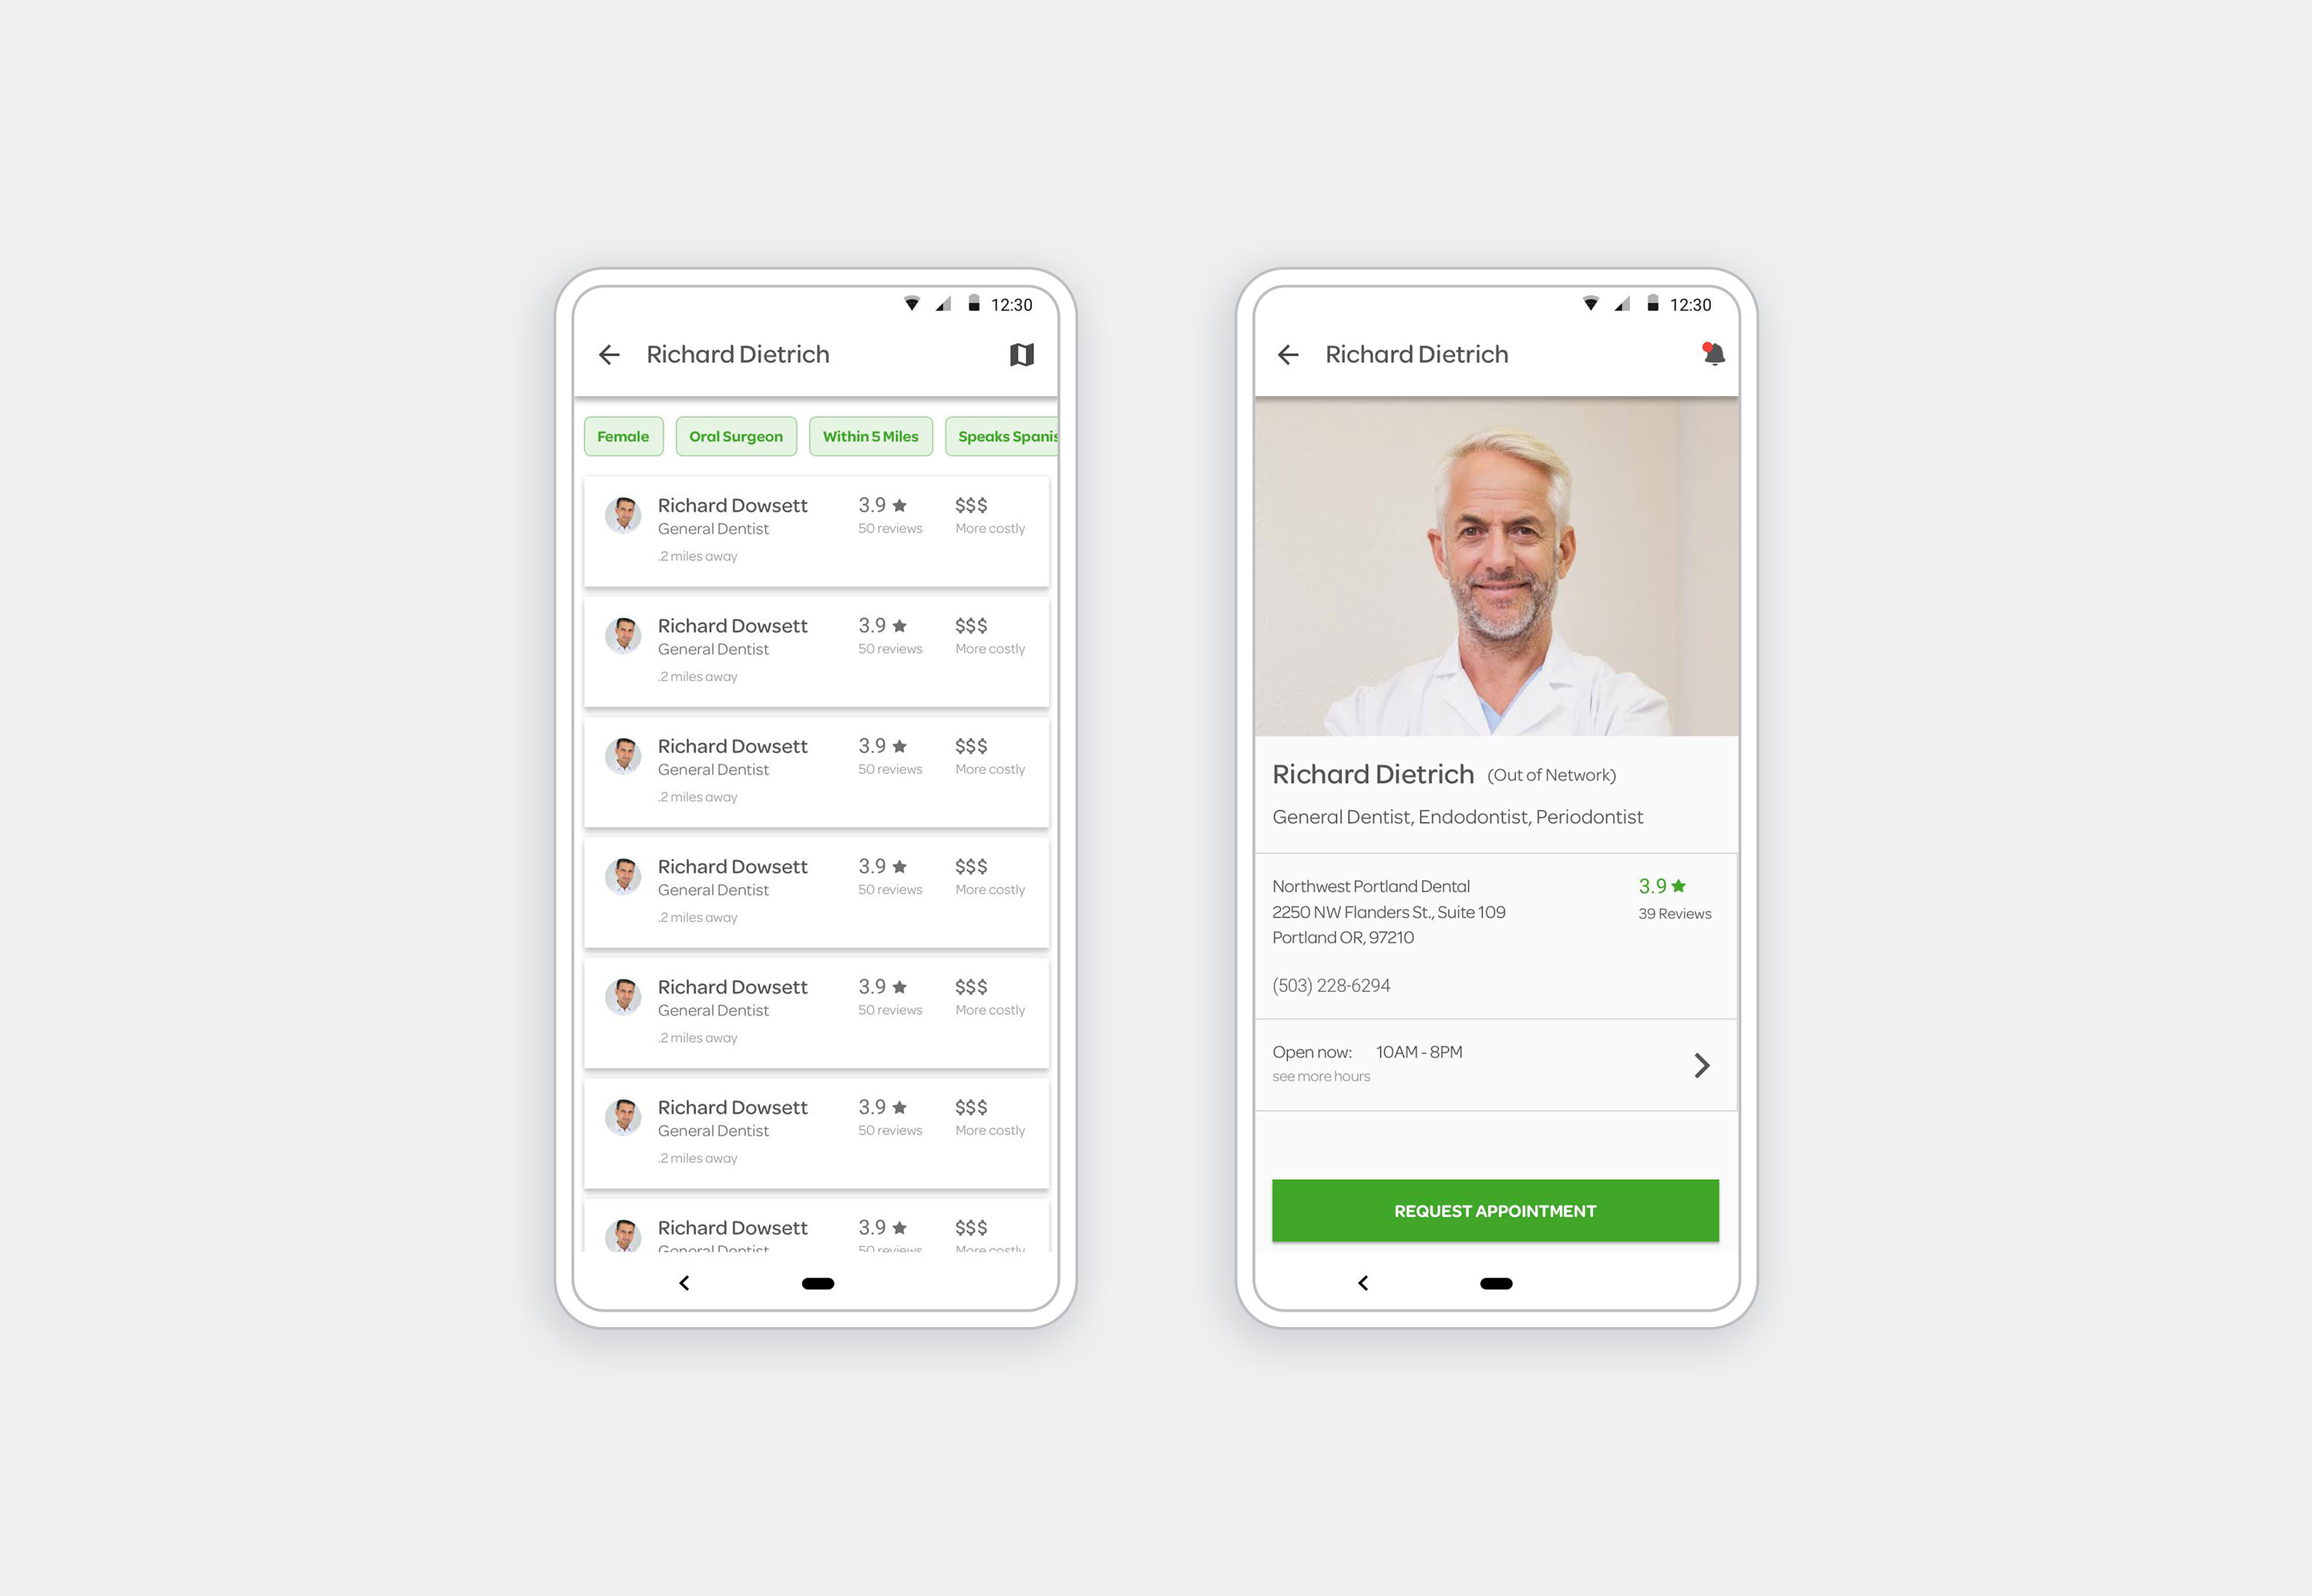 12:30
Richard Dietrich
Female
Oral Surgeon
Within 5 Miles
Speaks Spanis
Richard Dowsett
3.9
$$$
General Dentist
50 reviews
More costly
.2 miles away
Richard Dowsett
3.9
$$$
General Dentist
50 reviews
More costly
.2 miles away
Richard Dowsett
3.9
$$$
General Dentist
50 reviews
More costly
.2 miles away
Richard Dowsett
3.9
$$$
General Dentist
50 reviews
More costly
.2 miles away
Richard Dowsett
3.9
$$$
General Dentist
50 reviews
More costly
.2 miles away
Richard Dowsett
3.9
$$$
General Dentist
50 reviews
More costly
.2 miles away
Richard Dowsett
3.9
$$$
General Dentist
50 reviews
More costly
12:30
Richard Dietrich
Richard Dietrich (Out of Network)
General Dentist, Endodontist, Periodontist
Northwest Portland Dental
2250 NW Flanders St., Suite 109
Portland OR, 97210
3.9
39 Reviews
(503) 228-6294
Open now: 10AM - 8PM
see more hours
REQUEST APPOINTMENT